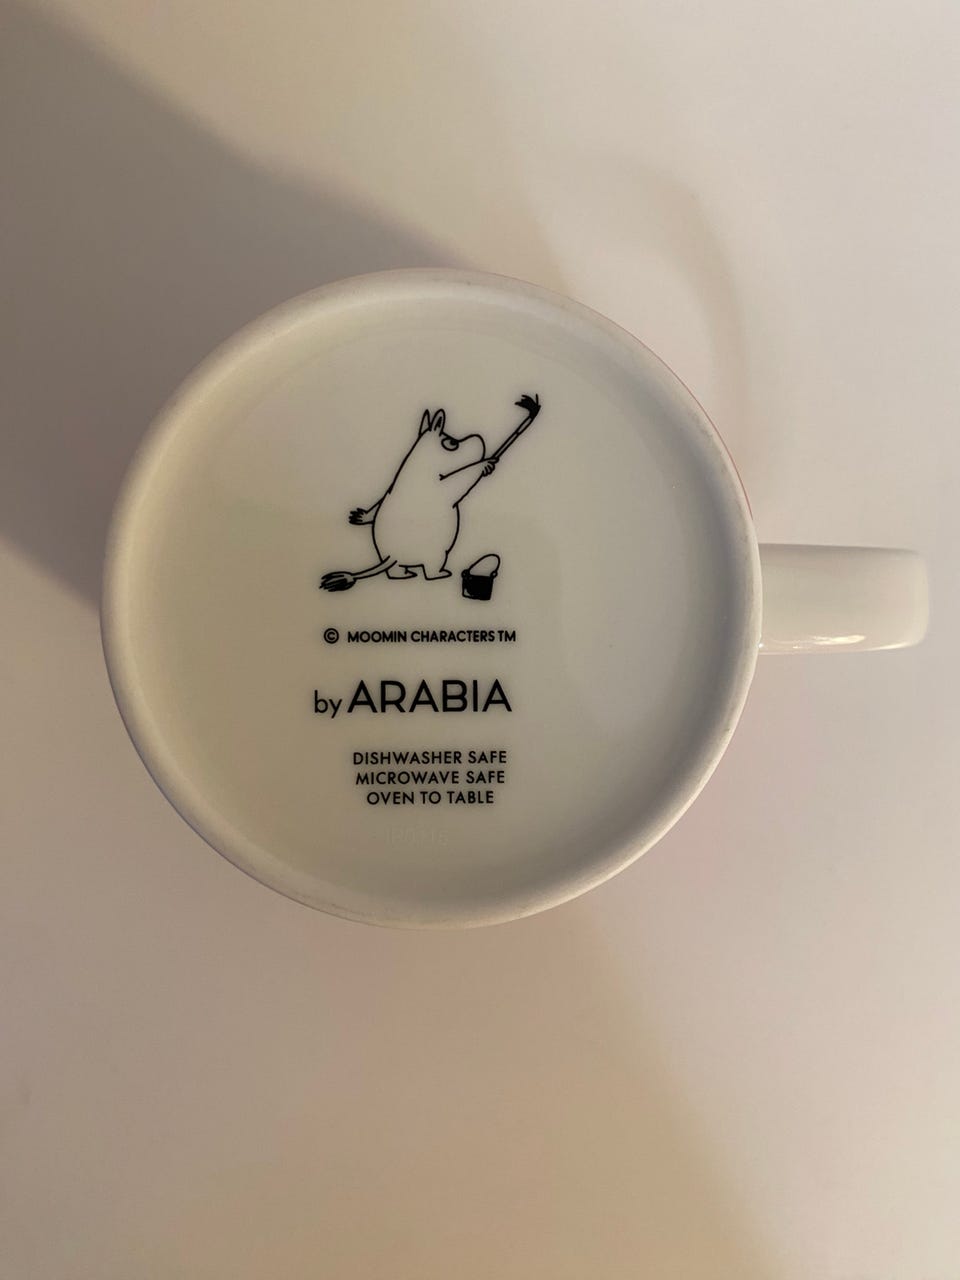 © MOOMIN CHARACTERS TM
by ARABIA
DISHWASHER SAFE
MICROWAVE SAFE
OVEN TO TABLE